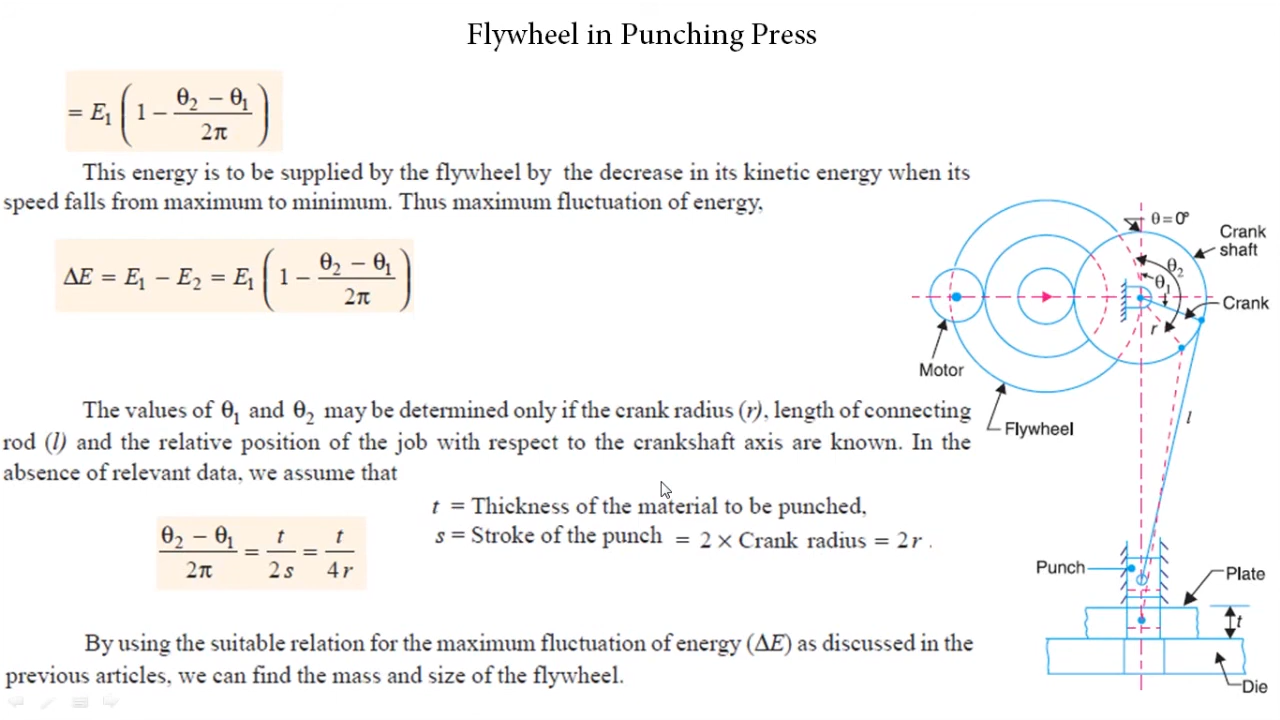 Flywheel in Punching Press
= E₁ (1 − (θ₂ − θ₁)/2π)
This energy is to be supplied by the flywheel by the decrease in its kinetic energy when its
speed falls from maximum to minimum. Thus maximum fluctuation of energy,
ΔE = E₁ − E₂ = E₁ (1 − (θ₂ − θ₁)/2π)
The values of θ₁ and θ₂ may be determined only if the crank radius (r), length of connecting
rod (l) and the relative position of the job with respect to the crankshaft axis are known. In the
absence of relevant data, we assume that
t = Thickness of the material to be punched,
s = Stroke of the punch = 2 × Crank radius = 2r .
(θ₂ − θ₁)/2π = t/2s = t/4r
By using the suitable relation for the maximum fluctuation of energy (ΔE) as discussed in the
previous articles, we can find the mass and size of the flywheel.
θ = 0°
Crank
shaft
θ₂
θ₁
Crank
r
Motor
Flywheel
l
Punch
Plate
t
Die